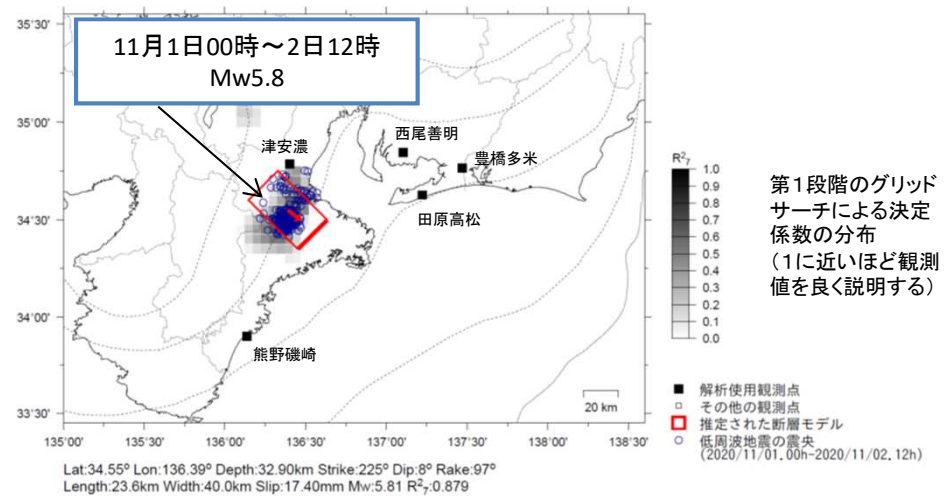 35°30'
11月1日00時～2日12時
Mw5.8
35°00'
西尾善明
津安濃
豊橋多米
田原高松
34°30'
34°00'
熊野磯崎
33°30'
20 km
135°00'
135°30'
136°00'
136°30'
137°00'
137°30'
138°00'
138°30'
R²₇
1.0
0.9
0.8
0.7
0.6
0.5
0.4
0.3
0.2
0.1
0.0
第１段階のグリッド
サーチによる決定
係数の分布
（１に近いほど観測
値を良く説明する）
解析使用観測点
その他の観測点
推定された断層モデル
低周波地震の震央
(2020/11/01.00h-2020/11/02.12h)
Lat:34.55° Lon:136.39° Depth:32.90km Strike:225° Dip:8° Rake:97°
Length:23.6km Width:40.0km Slip:17.40mm Mw:5.81 R²₇:0.879